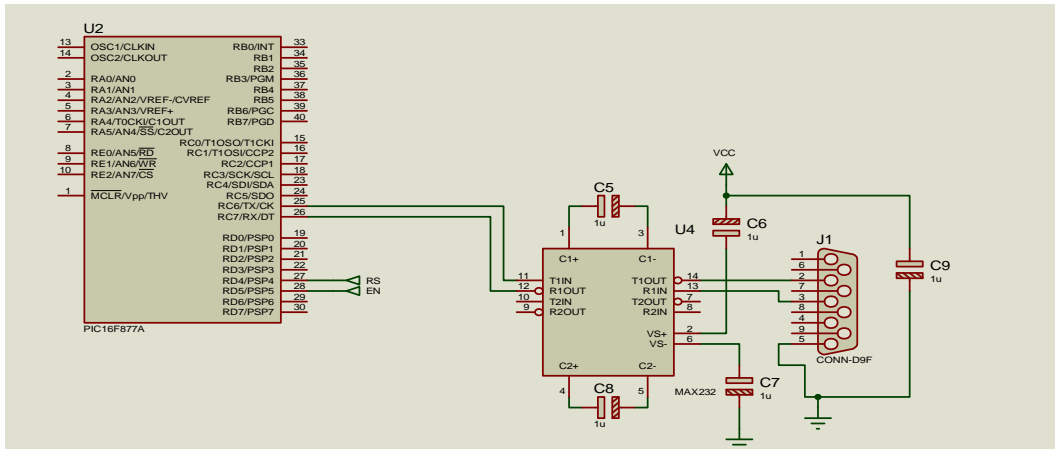 U2
13 OSC1/CLKIN RB0/INT 33
14 OSC2/CLKOUT RB1 34
RB2 35
2 RA0/AN0 RB3/PGM 36
3 RA1/AN1 RB4 37
4 RA2/AN2/VREF-/CVREF RB5 38
5 RA3/AN3/VREF+ RB6/PGC 39
6 RA4/T0CKI/C1OUT RB7/PGD 40
7 RA5/AN4/SS/C2OUT
RC0/T1OSO/T1CKI 15
8 RE0/AN5/RD RC1/T1OSI/CCP2 16
9 RE1/AN6/WR RC2/CCP1 17
10 RE2/AN7/CS RC3/SCK/SCL 18
RC4/SDI/SDA 23
1 MCLR/Vpp/THV RC5/SDO 24
RC6/TX/CK 25
RC7/RX/DT 26
RD0/PSP0 19
RD1/PSP1 20
RD2/PSP2 21
RD3/PSP3 22
RD4/PSP4 27 RS
RD5/PSP5 28 EN
RD6/PSP6 29
RD7/PSP7 30
PIC16F877A
C5
1u
U4
1 3
C1+ C1-
11 T1IN T1OUT 14
12 R1OUT R1IN 13
10 T2IN T2OUT 7
9 R2OUT R2IN 8
VS+ 2
VS- 6
C2+ C2-
4 5
MAX232
C8
1u
VCC
C6
1u
C7
1u
J1
1
6
2
7
3
8
4
9
5
CONN-D9F
C9
1u